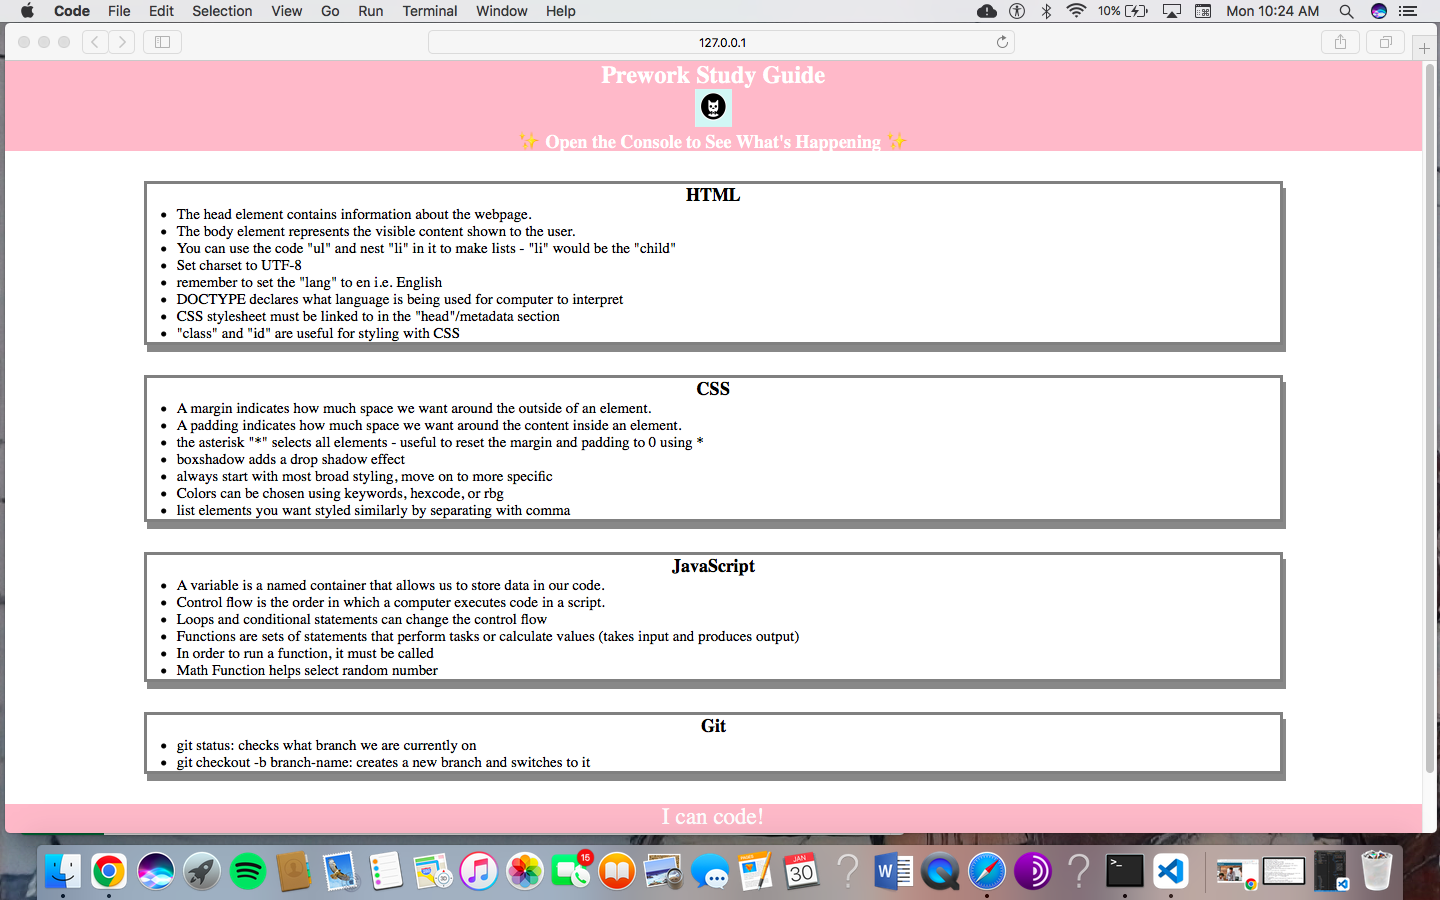 Code File Edit Selection View Go Run Terminal Window Help 10% Mon 10:24 AM
127.0.0.1
Prework Study Guide
✨ Open the Console to See What's Happening ✨
HTML
• The head element contains information about the webpage.
• The body element represents the visible content shown to the user.
• You can use the code "ul" and nest "li" in it to make lists - "li" would be the "child"
• Set charset to UTF-8
• remember to set the "lang" to en i.e. English
• DOCTYPE declares what language is being used for computer to interpret
• CSS stylesheet must be linked to in the "head"/metadata section
• "class" and "id" are useful for styling with CSS
CSS
• A margin indicates how much space we want around the outside of an element.
• A padding indicates how much space we want around the content inside an element.
• the asterisk "*" selects all elements - useful to reset the margin and padding to 0 using *
• boxshadow adds a drop shadow effect
• always start with most broad styling, move on to more specific
• Colors can be chosen using keywords, hexcode, or rbg
• list elements you want styled similarly by separating with comma
JavaScript
• A variable is a named container that allows us to store data in our code.
• Control flow is the order in which a computer executes code in a script.
• Loops and conditional statements can change the control flow
• Functions are sets of statements that perform tasks or calculate values (takes input and produces output)
• In order to run a function, it must be called
• Math Function helps select random number
Git
• git status: checks what branch we are currently on
• git checkout -b branch-name: creates a new branch and switches to it
I can code!
15
JAN
30
W
>_